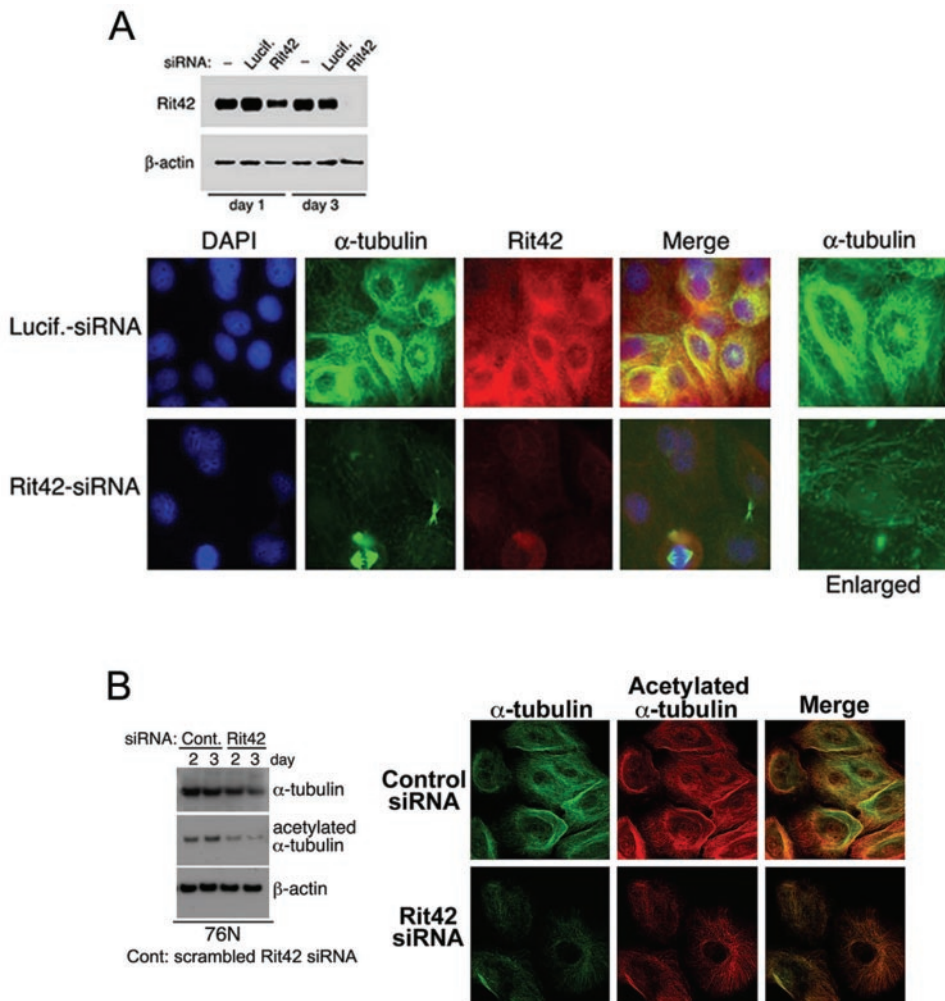 A
siRNA: – Lucif. Rit42 – Lucif. Rit42
Rit42
β-actin
day 1 day 3
DAPI α-tubulin Rit42 Merge α-tubulin
Lucif.-siRNA
Rit42-siRNA
Enlarged
B
siRNA: Cont. Rit42
2 3 2 3 day
α-tubulin
acetylated
α-tubulin
β-actin
76N
Cont: scrambled Rit42 siRNA
α-tubulin Acetylated
α-tubulin Merge
Control
siRNA
Rit42
siRNA